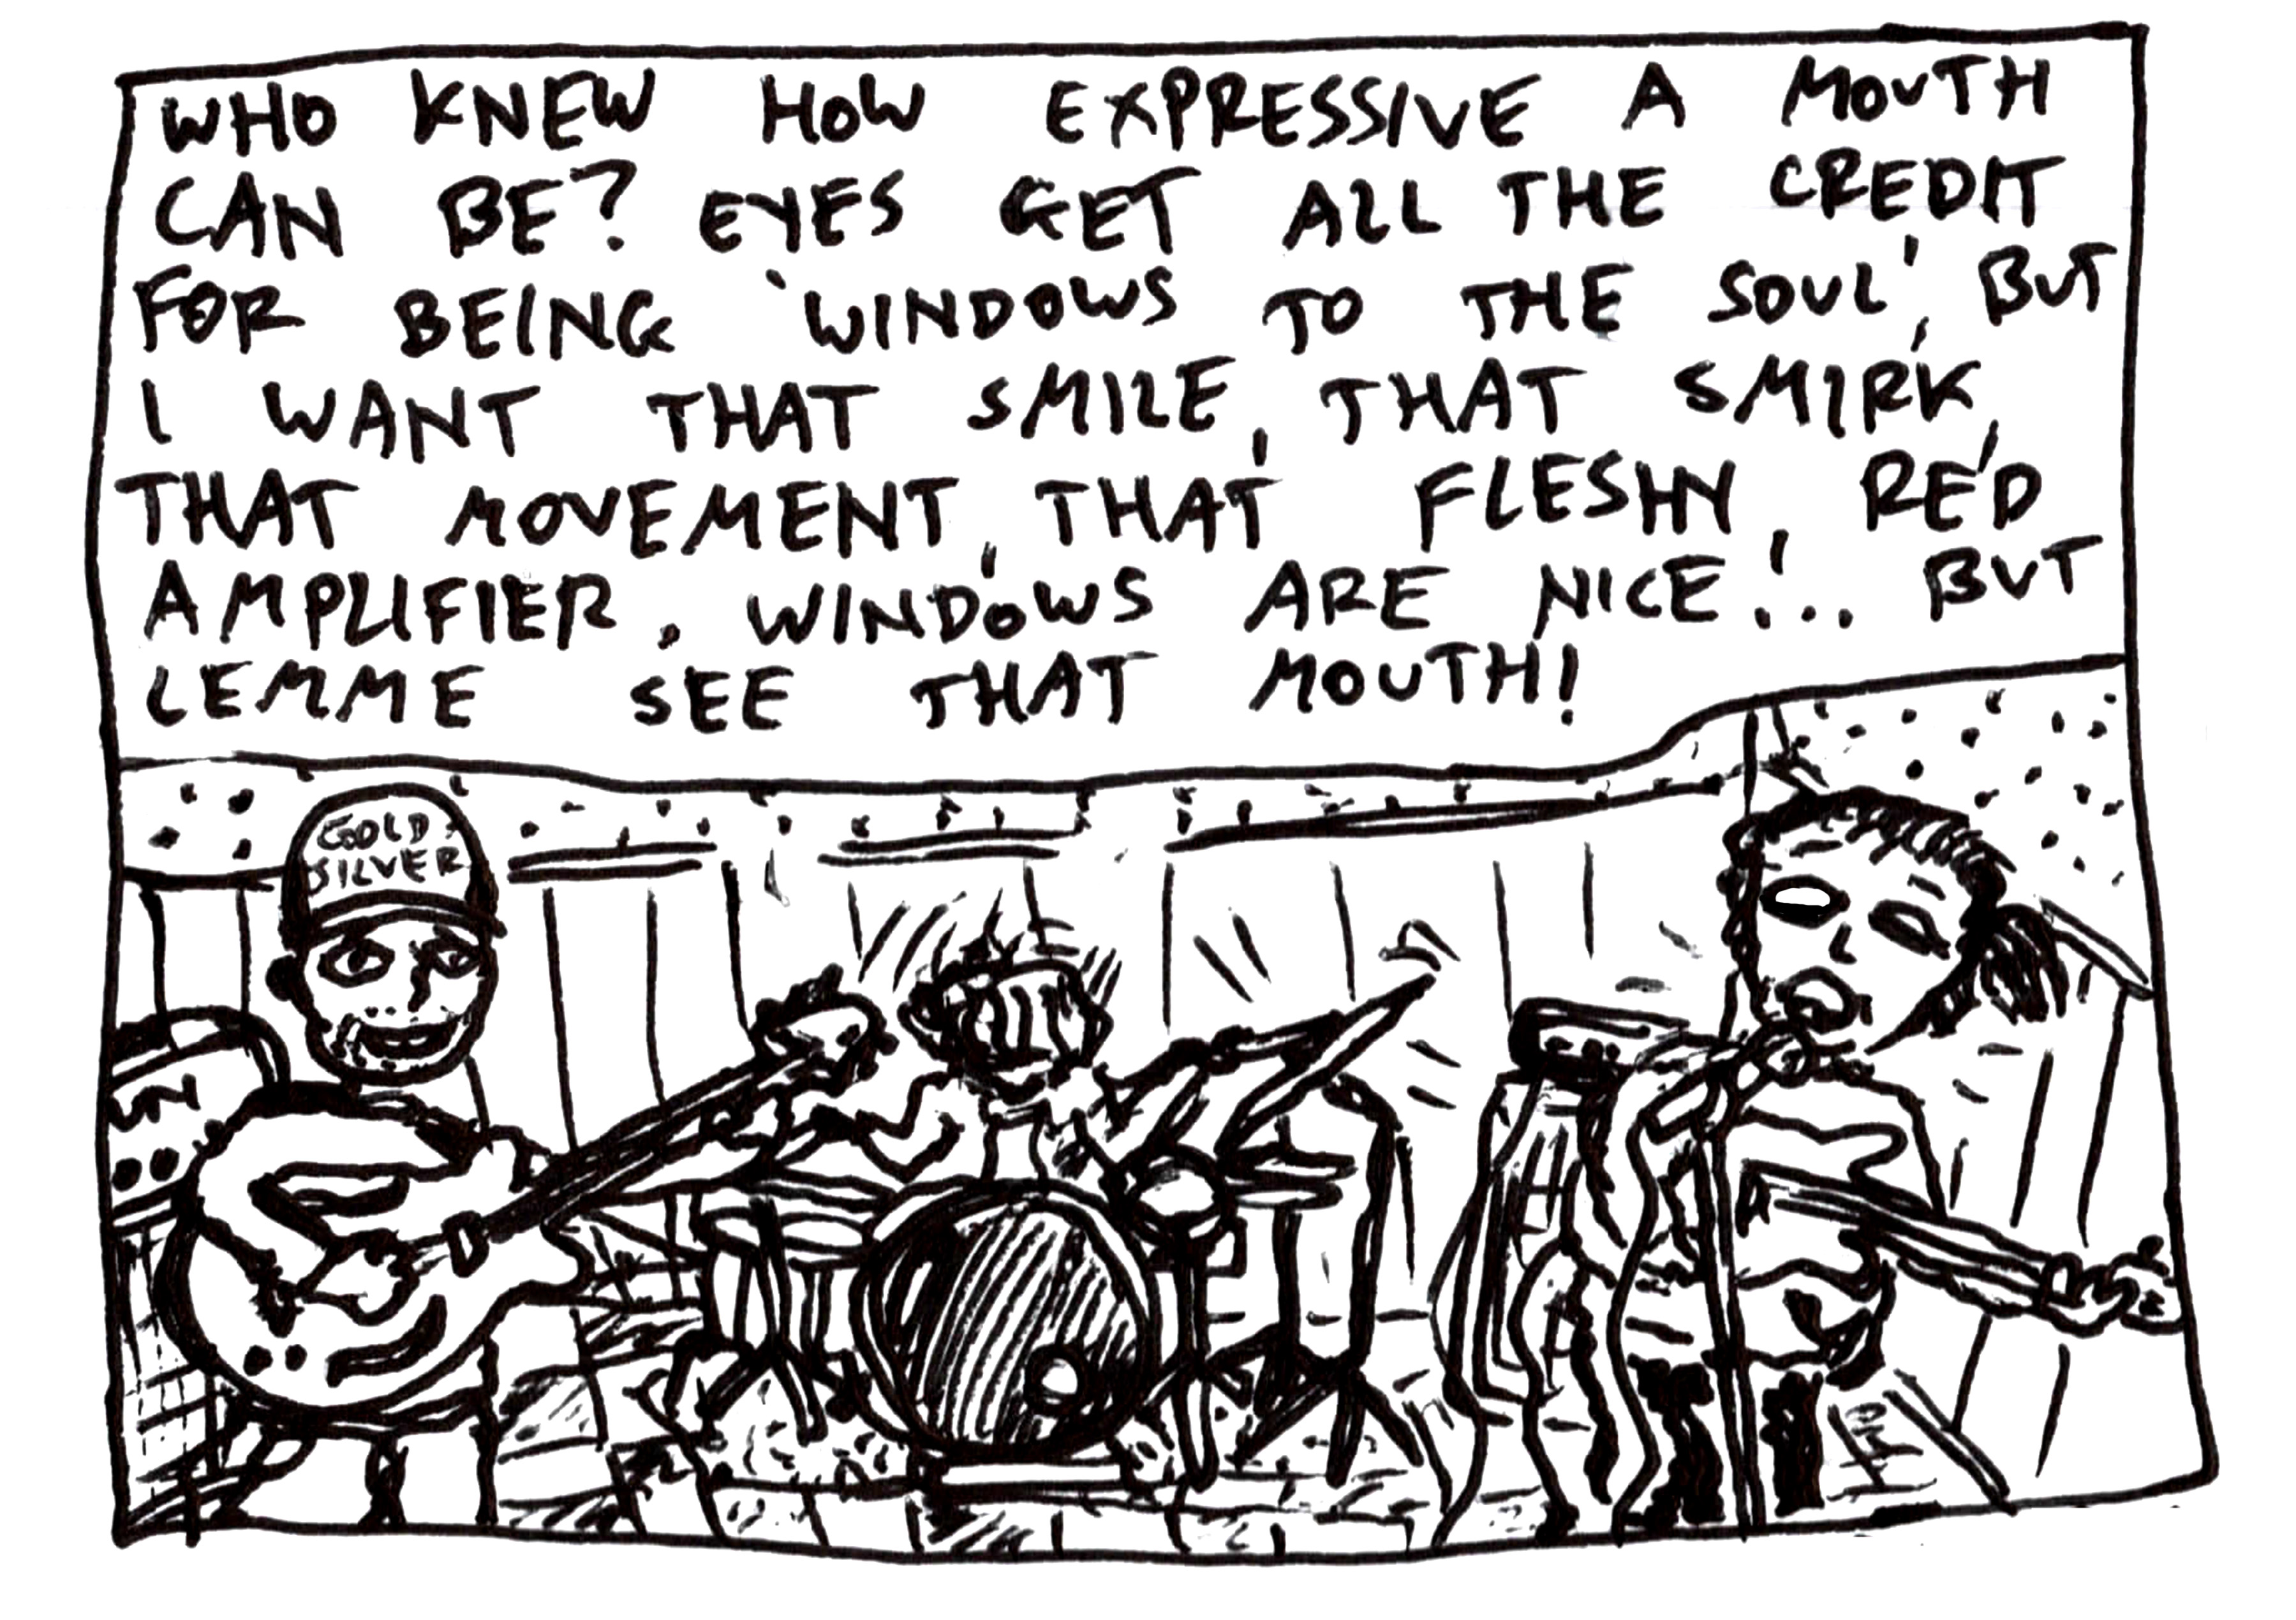 WHO KNEW HOW EXPRESSIVE A MOUTH
CAN BE? EYES GET ALL THE CREDIT
FOR BEING 'WINDOWS TO THE SOUL', BUT
I WANT THAT SMILE, THAT SMIRK,
THAT MOVEMENT, THAT FLESHY, RED
AMPLIFIER. WINDOWS ARE NICE!... BUT
LEMME SEE THAT MOUTH!
GOLD
SILVER